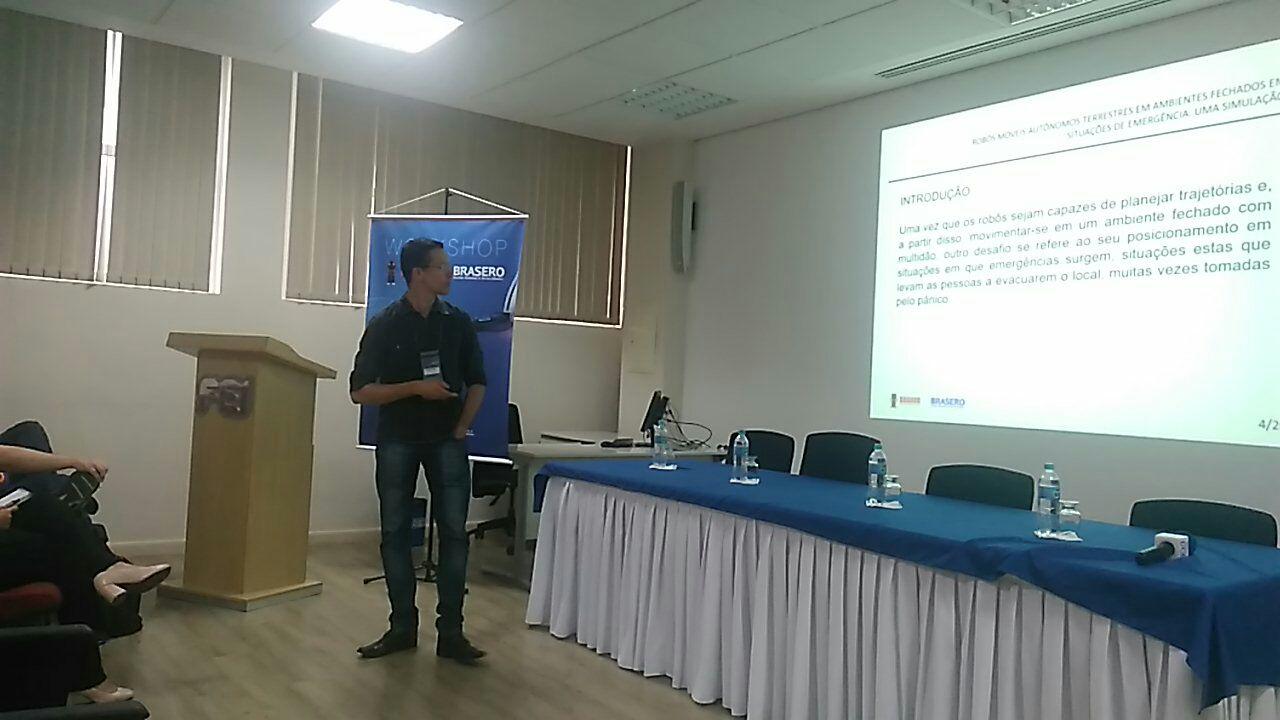 ROBÔS MÓVEIS AUTÔNOMOS TERRESTRES EM AMBIENTES FECHADOS EM
SITUAÇÕES DE EMERGÊNCIA: UMA SIMULAÇÃO
INTRODUÇÃO
Uma vez que os robôs sejam capazes de planejar trajetórias e,
a partir disso, movimentar-se em um ambiente fechado com
multidão, outro desafio se refere ao seu posicionamento em
situações em que emergências surgem, situações estas que
levam as pessoas a evacuarem o local, muitas vezes tomadas
pelo pânico.
BRASERO
4/2
W SHOP
BRASERO
FEI